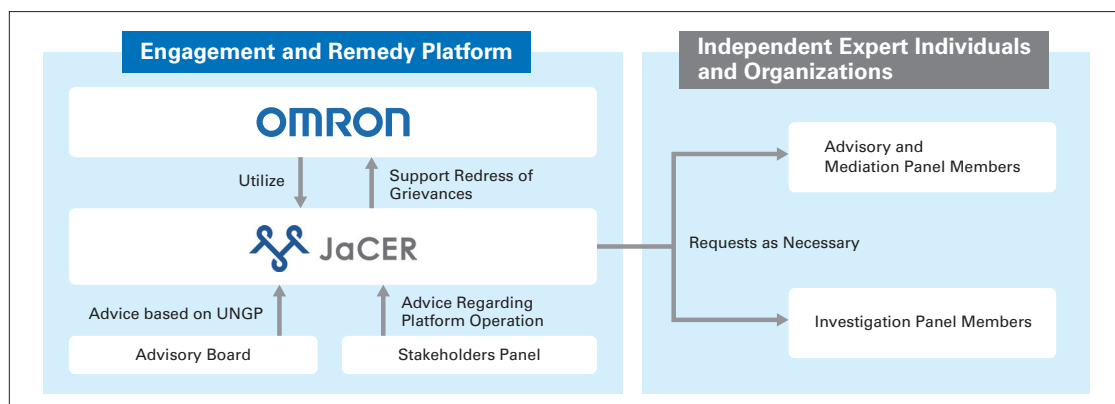 Engagement and Remedy Platform
OMRON
Utilize
Support Redress of
Grievances
JaCER
Advice based on UNGP
Advice Regarding
Platform Operation
Advisory Board
Stakeholders Panel
Independent Expert Individuals
and Organizations
Advisory and
Mediation Panel Members
Requests as Necessary
Investigation Panel Members